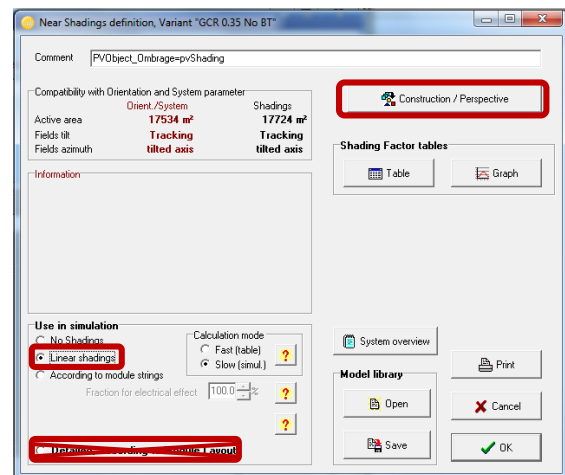 Near Shadings definition, Variant "GCR 0.35 No BT"
Comment PVObject_Ombrage=pvShading
Compatibility with Orientation and System parameter
Orient./System Shadings
Active area 17534 m² 17724 m²
Fields tilt Tracking Tracking
Fields azimuth tilted axis tilted axis
Information
Construction / Perspective
Shading Factor tables
Table Graph
Use in simulation
No Shadings
Linear shadings
According to module strings
Fraction for electrical effect 100.0 %
Calculation mode
Fast (table)
Slow (simul.)
?
?
?
Layout
System overview
Model library
Open
Save
Print
Cancel
OK